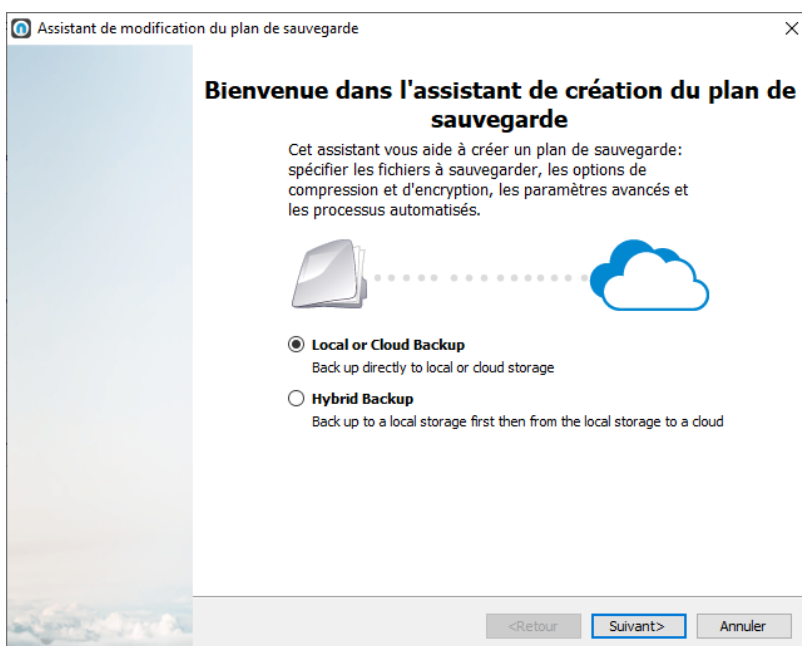 Assistant de modification du plan de sauvegarde
Bienvenue dans l'assistant de création du plan de
sauvegarde
Cet assistant vous aide à créer un plan de sauvegarde:
spécifier les fichiers à sauvegarder, les options de
compression et d'encryption, les paramètres avancés et
les processus automatisés.
Local or Cloud Backup
Back up directly to local or cloud storage
Hybrid Backup
Back up to a local storage first then from the local storage to a cloud
<Retour
Suivant>
Annuler